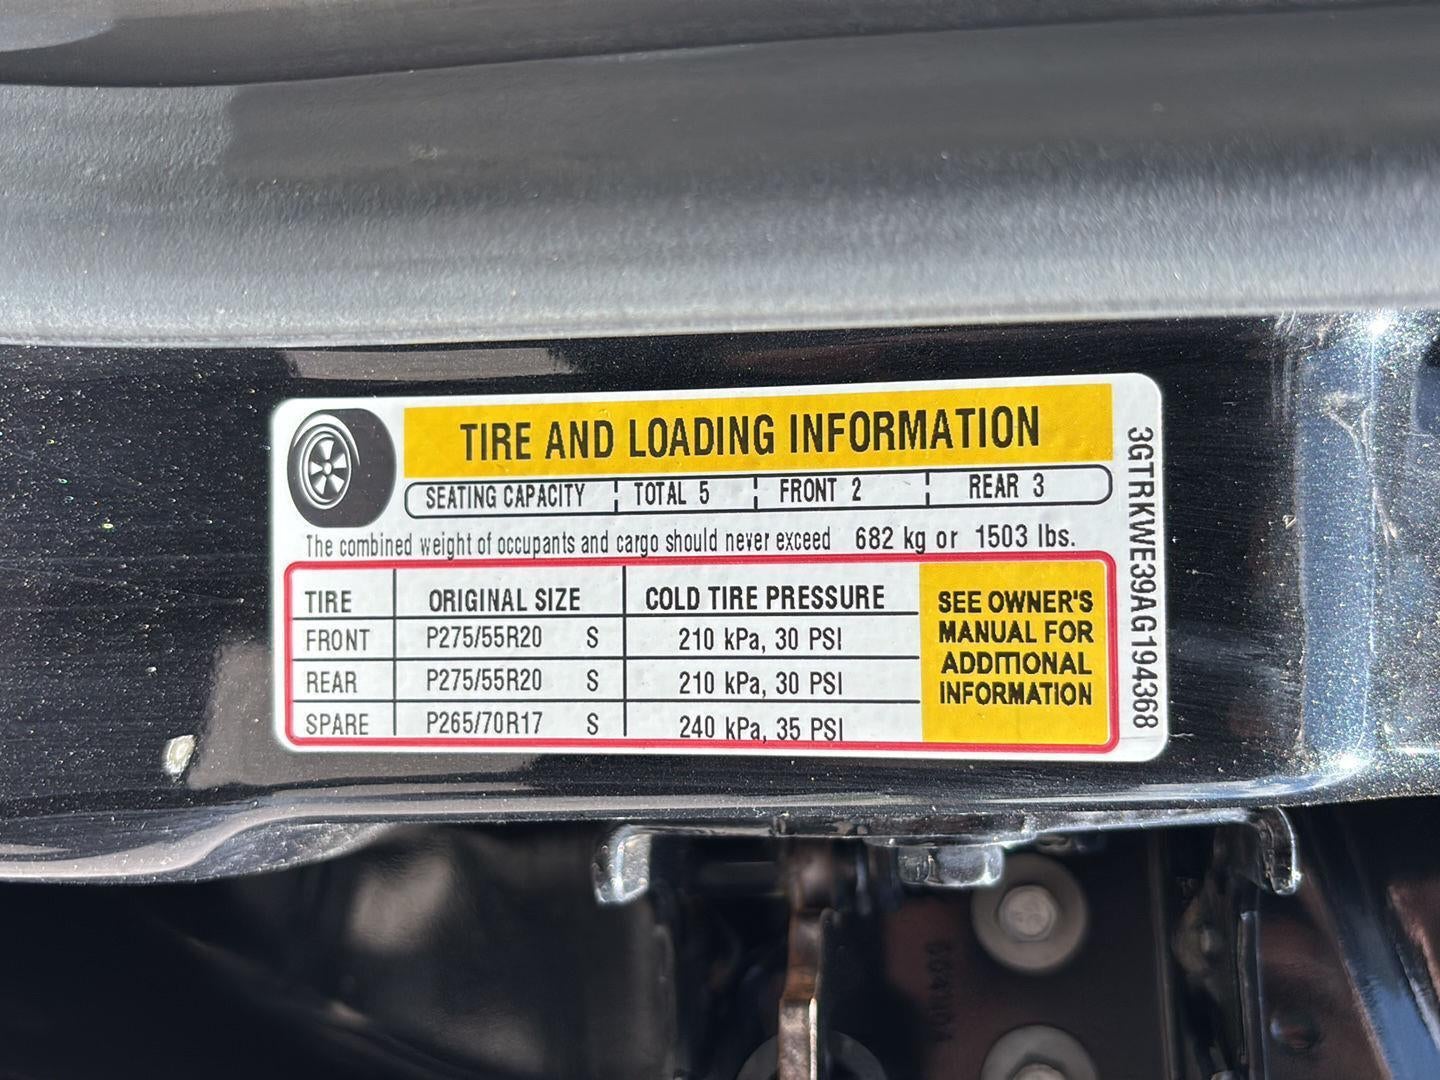 TIRE AND LOADING INFORMATION
SEATING CAPACITY TOTAL 5 FRONT 2 REAR 3
The combined weight of occupants and cargo should never exceed 682 kg or 1503 lbs.
TIRE ORIGINAL SIZE COLD TIRE PRESSURE
FRONT P275/55R20 S 210 kPa, 30 PSI
REAR P275/55R20 S 210 kPa, 30 PSI
SPARE P265/70R17 S 240 kPa, 35 PSI
SEE OWNER'S
MANUAL FOR
ADDITIONAL
INFORMATION
3GTRKWE39AG194368